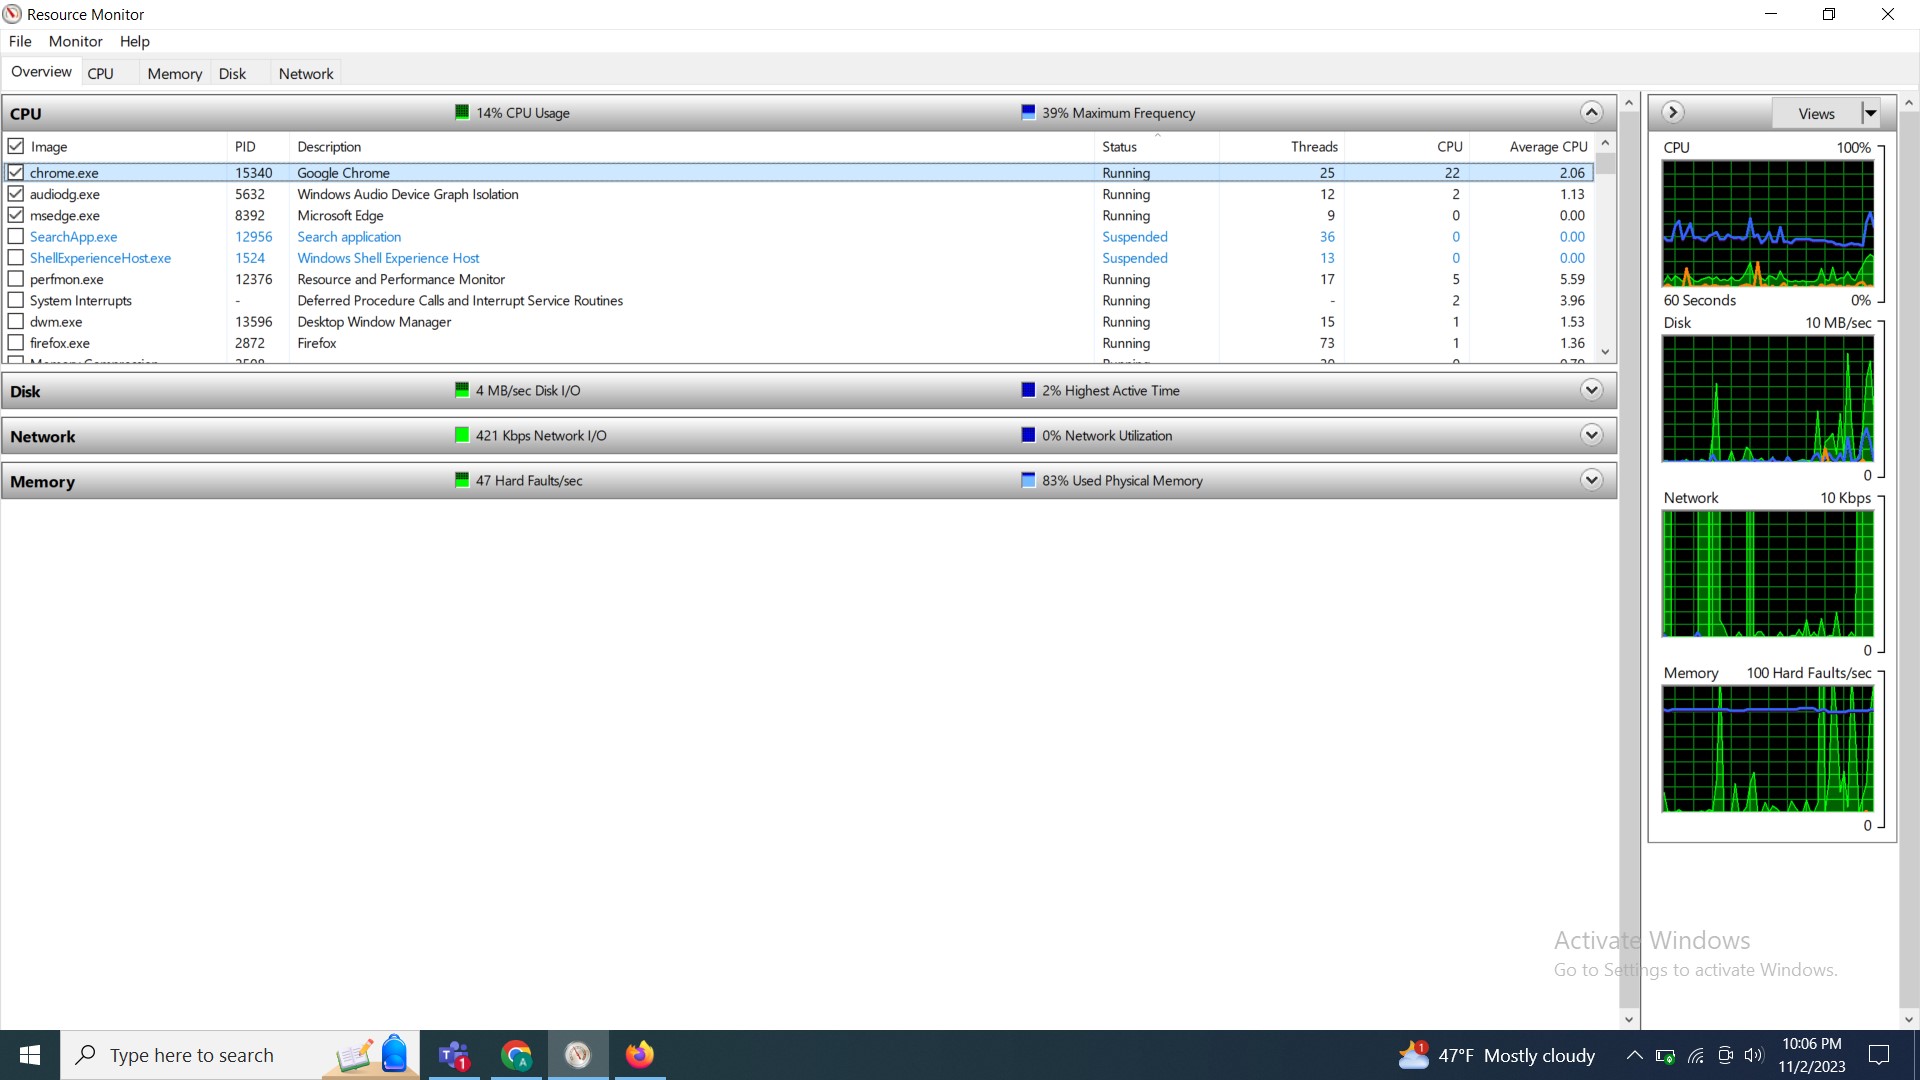 Resource Monitor
File Monitor Help
Overview CPU Memory Disk Network
CPU 14% CPU Usage 39% Maximum Frequency
Image PID Description Status Threads CPU Average CPU
chrome.exe 15340 Google Chrome Running 25 22 2.06
audiodg.exe 5632 Windows Audio Device Graph Isolation Running 12 2 1.13
msedge.exe 8392 Microsoft Edge Running 9 0 0.00
SearchApp.exe 12956 Search application Suspended 36 0 0.00
ShellExperienceHost.exe 1524 Windows Shell Experience Host Suspended 13 0 0.00
perfmon.exe 12376 Resource and Performance Monitor Running 17 5 5.59
System Interrupts - Deferred Procedure Calls and Interrupt Service Routines Running - 2 3.96
dwm.exe 13596 Desktop Window Manager Running 15 1 1.53
firefox.exe 2872 Firefox Running 73 1 1.36
Disk 4 MB/sec Disk I/O 2% Highest Active Time
Network 421 Kbps Network I/O 0% Network Utilization
Memory 47 Hard Faults/sec 83% Used Physical Memory
Views
CPU 100%
60 Seconds 0%
Disk 10 MB/sec
0
Network 10 Kbps
0
Memory 100 Hard Faults/sec
0
Activate Windows
Go to Settings to activate Windows.
Type here to search
1
A
1
47°F Mostly cloudy
10:06 PM
11/2/2023